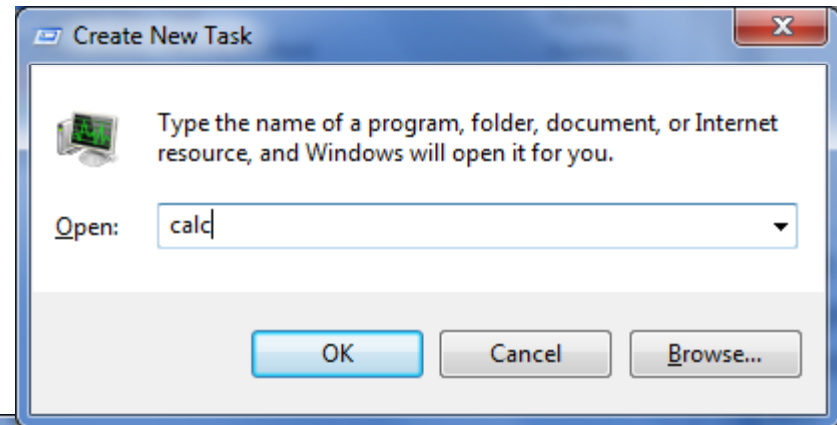 Create New Task
Type the name of a program, folder, document, or Internet
resource, and Windows will open it for you.
Open: calc
OK Cancel Browse...